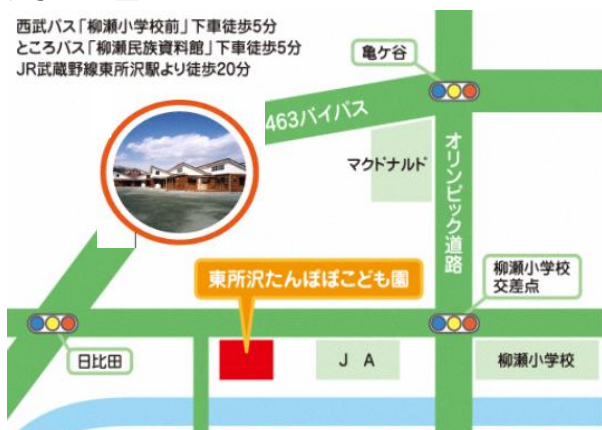 西武バス「柳瀬小学校前」下車徒歩5分
ところバス「柳瀬民族資料館」下車徒歩5分
JR武蔵野線東所沢駅より徒歩20分
亀ケ谷
463バイパス
マクドナルド
オリンピック道路
柳瀬小学校
交差点
東所沢たんぽぽこども園
日比田
JA
柳瀬小学校